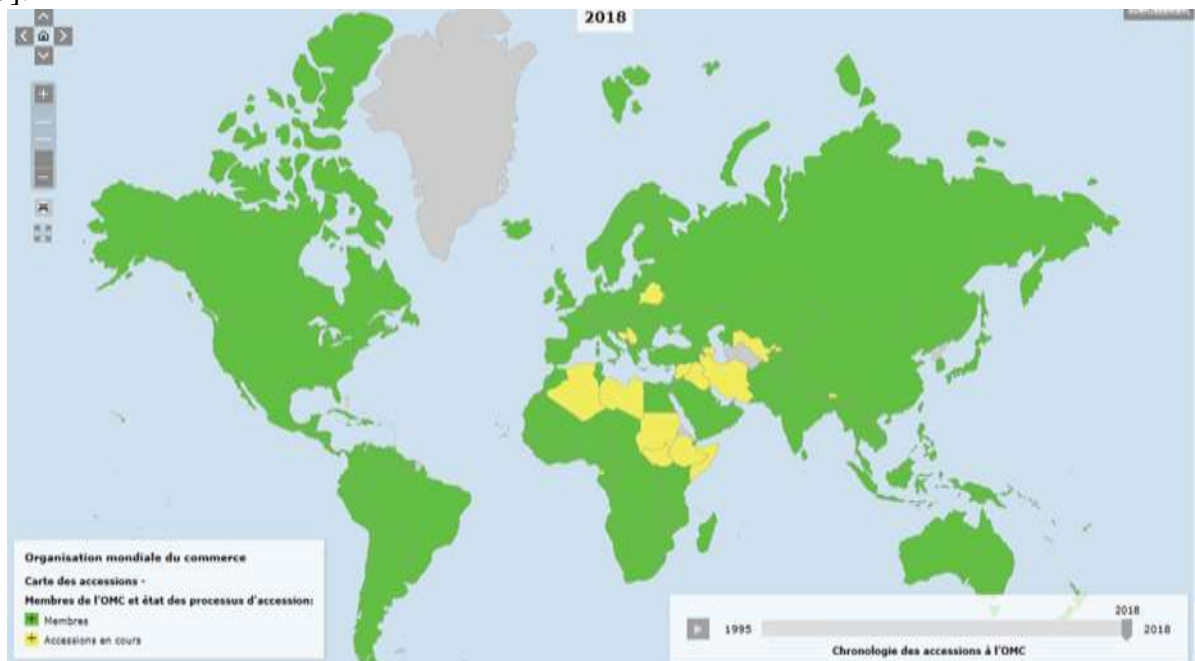 2018
Organisation mondiale du commerce
Carte des accessions -
Membres de l'OMC et état des processus d'accession:
Membres
Accessions en cours
2018
1995
2018
Chronologie des accessions à l'OMC